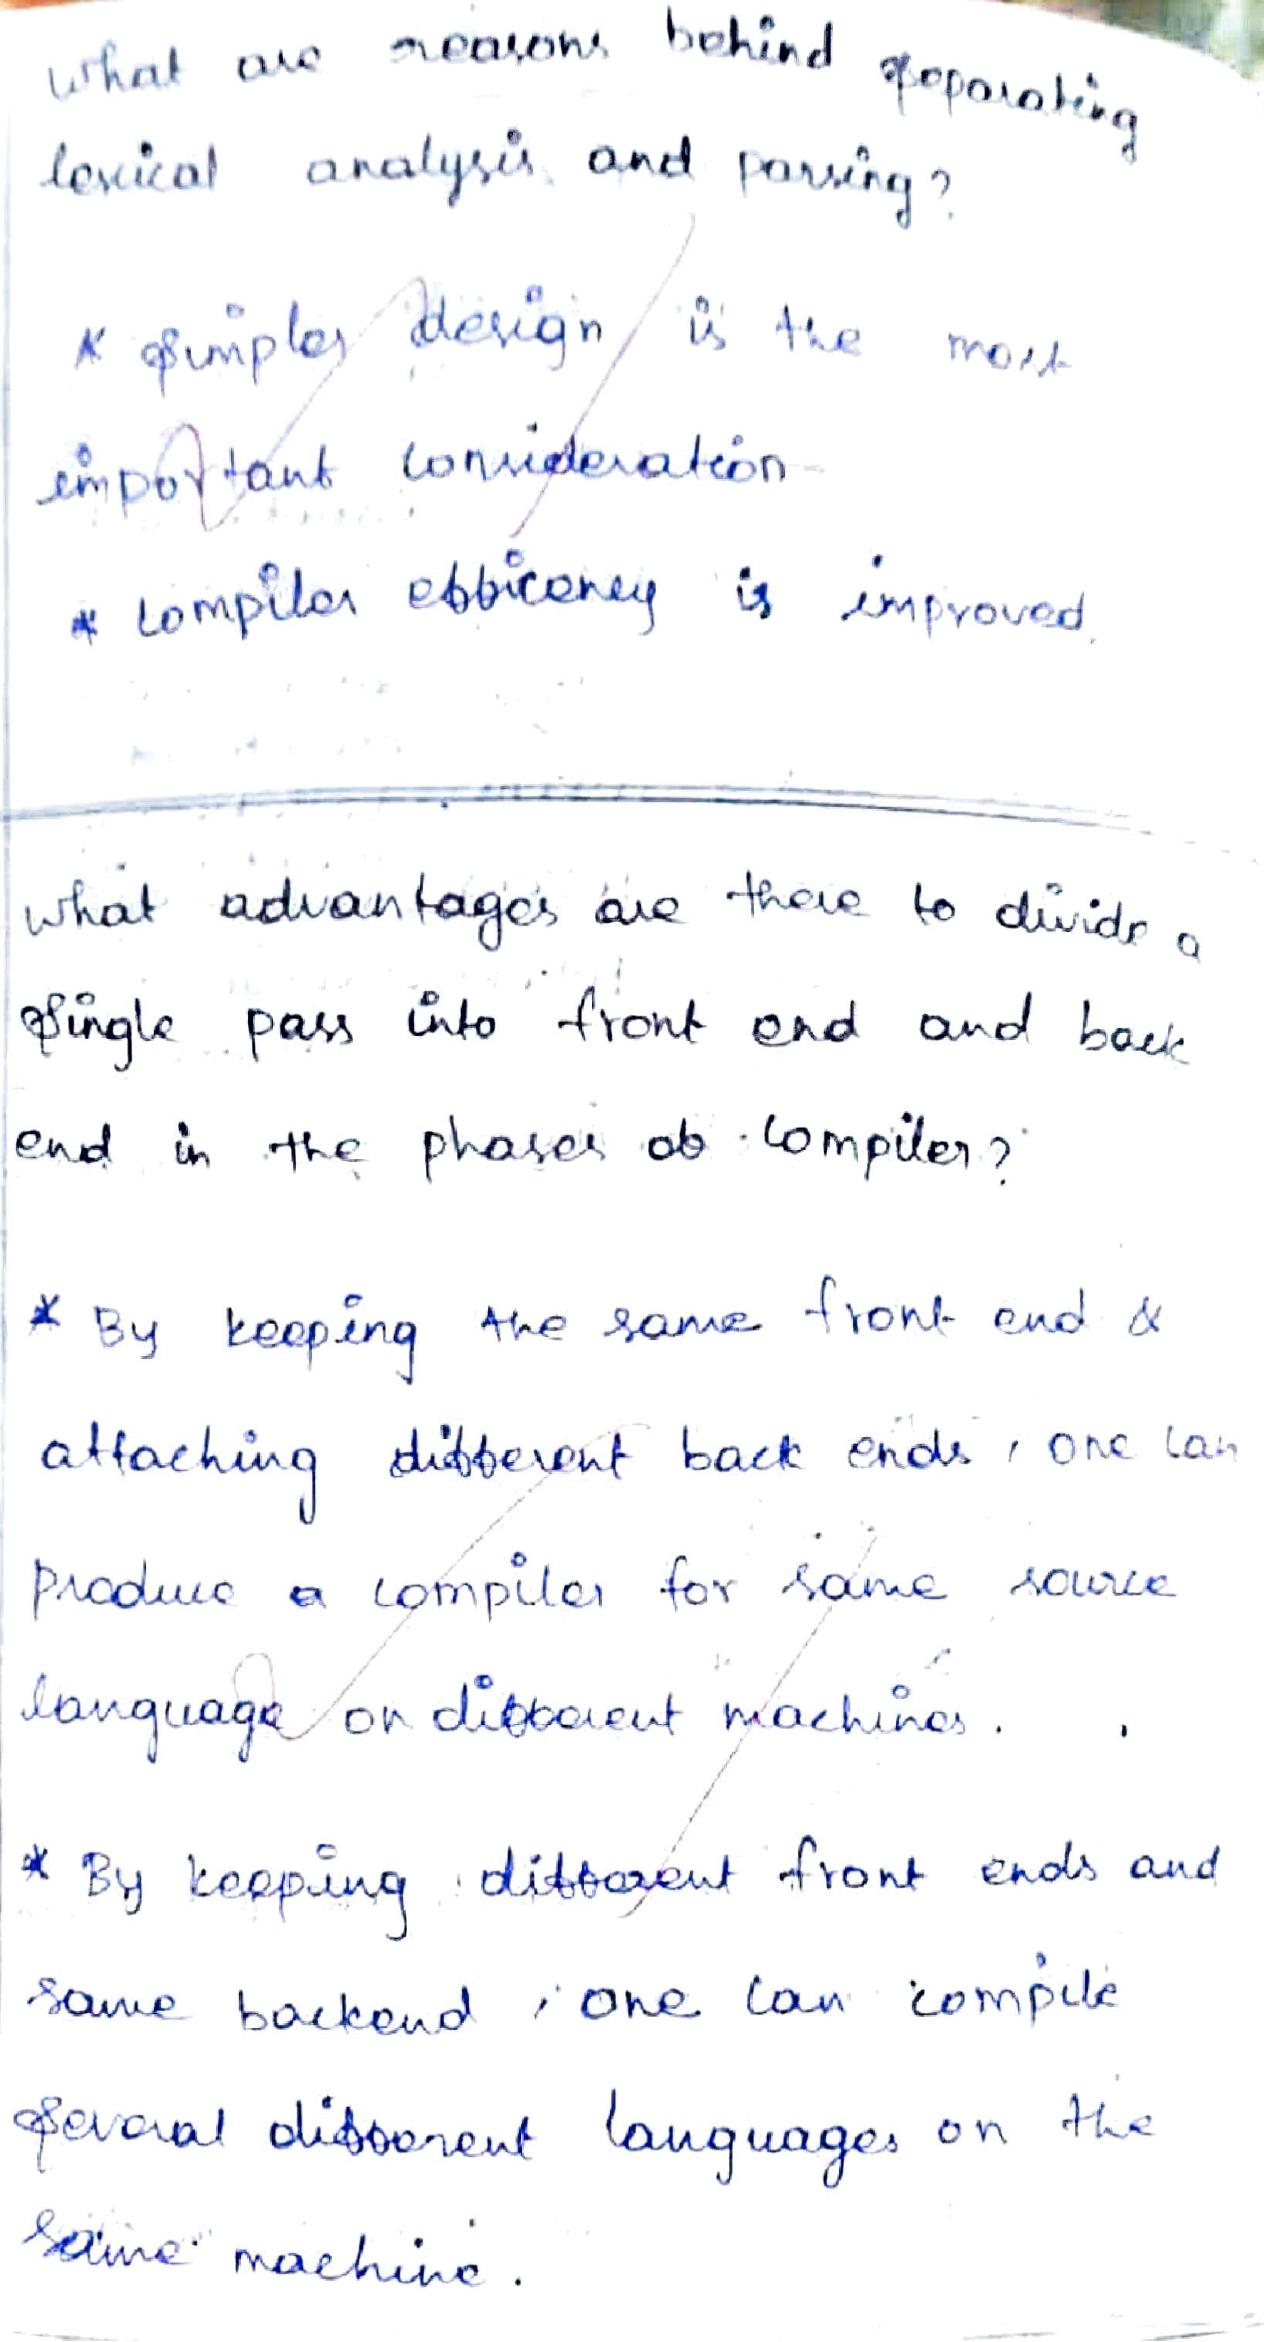 What are reasons behind separating
lexical analysis and parsing?
* Simpler design is the most
important consideration
* compiler efficency is improved.
What advantages are there to divide a
single pass into front end and back
end in the phases of compiler?
* By keeping the same front end &
attaching different back ends, one can
produce a compiler for same source
language on different machines.
* By keeping different front ends and
same backend, one can compile
several different languages on the
same machine.